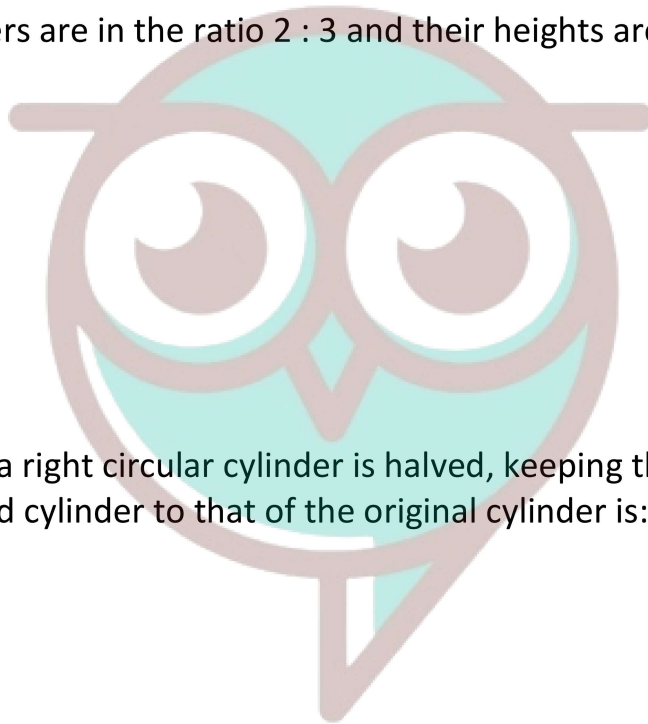 ers are in the ratio 2 : 3 and their heights are
a right circular cylinder is halved, keeping th
d cylinder to that of the original cylinder is: